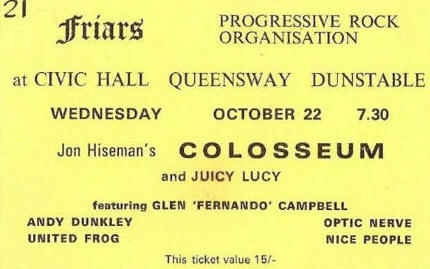 21
Friars PROGRESSIVE ROCK
ORGANISATION
at CIVIC HALL QUEENSWAY DUNSTABLE
WEDNESDAY OCTOBER 22 7.30
Jon Hiseman's COLOSSEUM
and JUICY LUCY
featuring GLEN 'FERNANDO' CAMPBELL
ANDY DUNKLEY OPTIC NERVE
UNITED FROG NICE PEOPLE
This ticket value 15/-